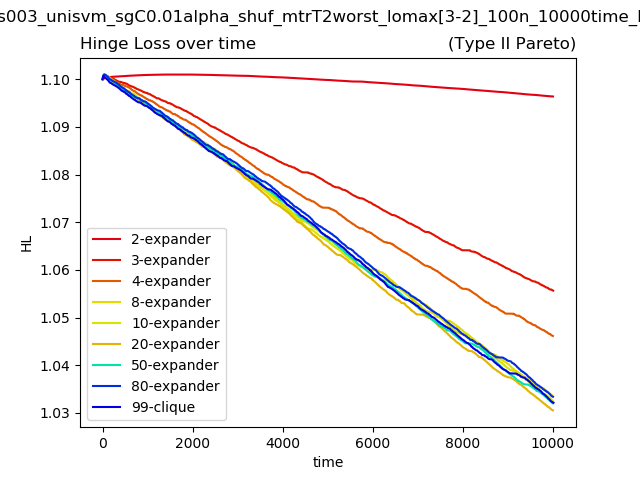 s003_unisvm_sgC0.01alpha_shuf_mtrT2worst_lomax[3-2]_100n_10000time_
Hinge Loss over time (Type II Pareto)
1.10
1.09
1.08
1.07
1.06
1.05
1.04
1.03
HL
2-expander
3-expander
4-expander
8-expander
10-expander
20-expander
50-expander
80-expander
99-clique
0 2000 4000 6000 8000 10000
time